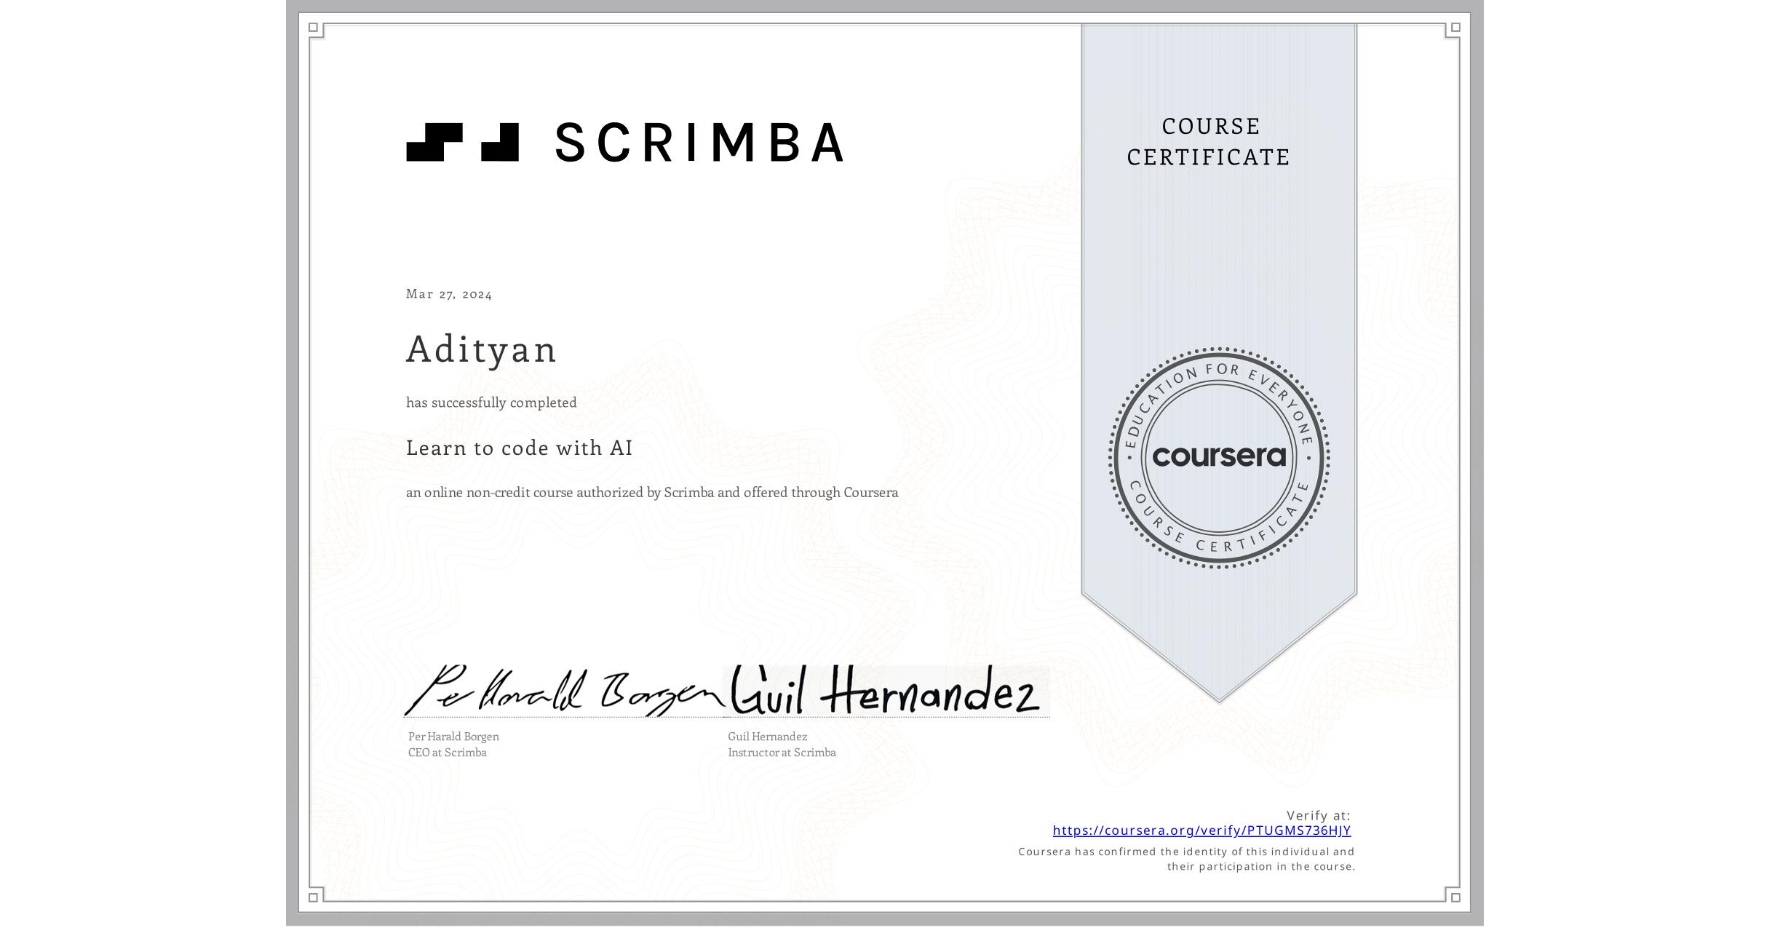 SCRIMBA
COURSE
CERTIFICATE
Mar 27, 2024
Adityan
has successfully completed
Learn to code with AI
an online non-credit course authorized by Scrimba and offered through Coursera
EDUCATION FOR EVERYONE
coursera
COURSE CERTIFICATE
Per Harald Borgen
Guil Hernandez
Per Harald Borgen
CEO at Scrimba
Guil Hernandez
Instructor at Scrimba
Verify at:
https://coursera.org/verify/PTUGMS736HJY
Coursera has confirmed the identity of this individual and
their participation in the course.